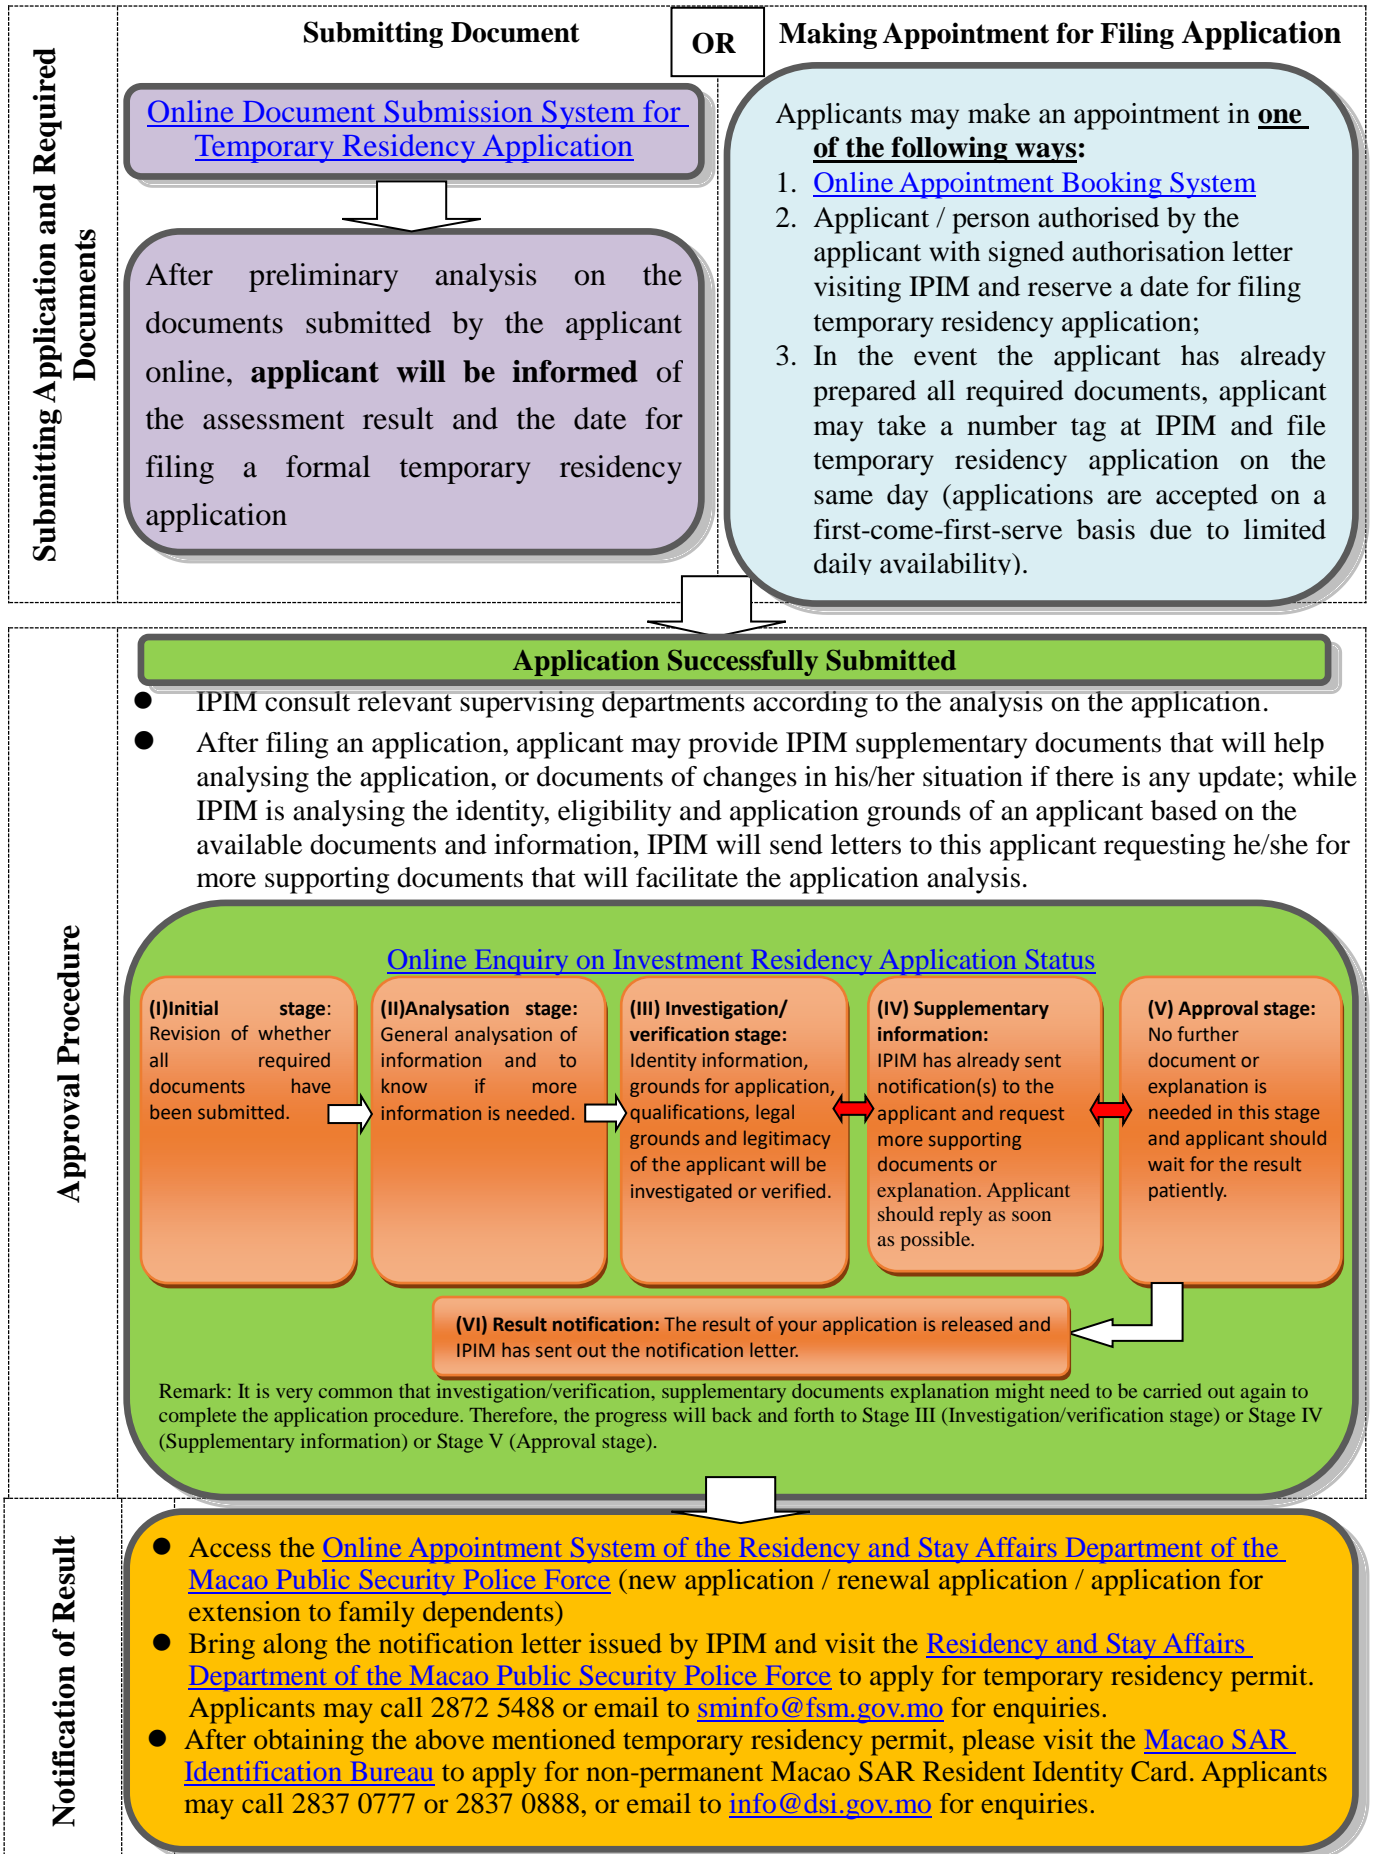 Submitting Application and Required
Documents
Submitting Document
OR
Making Appointment for Filing Application
Online Document Submission System for
Temporary Residency Application
After preliminary analysis on the
documents submitted by the applicant
online, applicant will be informed of
the assessment result and the date for
filing a formal temporary residency
application
Applicants may make an appointment in one
of the following ways:
1. Online Appointment Booking System
2. Applicant / person authorised by the
applicant with signed authorisation letter
visiting IPIM and reserve a date for filing
temporary residency application;
3. In the event the applicant has already
prepared all required documents, applicant
may take a number tag at IPIM and file
temporary residency application on the
same day (applications are accepted on a
first-come-first-serve basis due to limited
daily availability).
Approval Procedure
Application Successfully Submitted
● IPIM consult relevant supervising departments according to the analysis on the application.
● After filing an application, applicant may provide IPIM supplementary documents that will help
analysing the application, or documents of changes in his/her situation if there is any update; while
IPIM is analysing the identity, eligibility and application grounds of an applicant based on the
available documents and information, IPIM will send letters to this applicant requesting he/she for
more supporting documents that will facilitate the application analysis.
Online Enquiry on Investment Residency Application Status
(I)Initial stage:
Revision of whether
all required
documents have
been submitted.
(II)Analysation stage:
General analysation of
information and to
know if more
information is needed.
(III) Investigation/
verification stage:
Identity information,
grounds for application,
qualifications, legal
grounds and legitimacy
of the applicant will be
investigated or verified.
(IV) Supplementary
information:
IPIM has already sent
notification(s) to the
applicant and request
more supporting
documents or
explanation. Applicant
should reply as soon
as possible.
(V) Approval stage:
No further
document or
explanation is
needed in this stage
and applicant should
wait for the result
patiently.
(VI) Result notification: The result of your application is released and
IPIM has sent out the notification letter.
Remark: It is very common that investigation/verification, supplementary documents explanation might need to be carried out again to
complete the application procedure. Therefore, the progress will back and forth to Stage III (Investigation/verification stage) or Stage IV
(Supplementary information) or Stage V (Approval stage).
Notification of Result
● Access the Online Appointment System of the Residency and Stay Affairs Department of the
Macao Public Security Police Force (new application / renewal application / application for
extension to family dependents)
● Bring along the notification letter issued by IPIM and visit the Residency and Stay Affairs
Department of the Macao Public Security Police Force to apply for temporary residency permit.
Applicants may call 2872 5488 or email to sminfo@fsm.gov.mo for enquiries.
● After obtaining the above mentioned temporary residency permit, please visit the Macao SAR
Identification Bureau to apply for non-permanent Macao SAR Resident Identity Card. Applicants
may call 2837 0777 or 2837 0888, or email to info@dsi.gov.mo for enquiries.